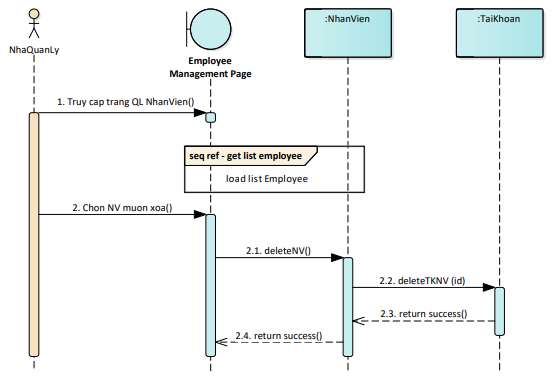 :NhanVien
:TaiKhoan
NhaQuanLy
Employee
Management Page
1. Truy cap trang QL NhanVien()
seq ref - get list employee
load list Employee
2. Chon NV muon xoa()
2.1. deleteNV()
2.2. deleteTKNV (id)
2.3. return success()
2.4. return success()